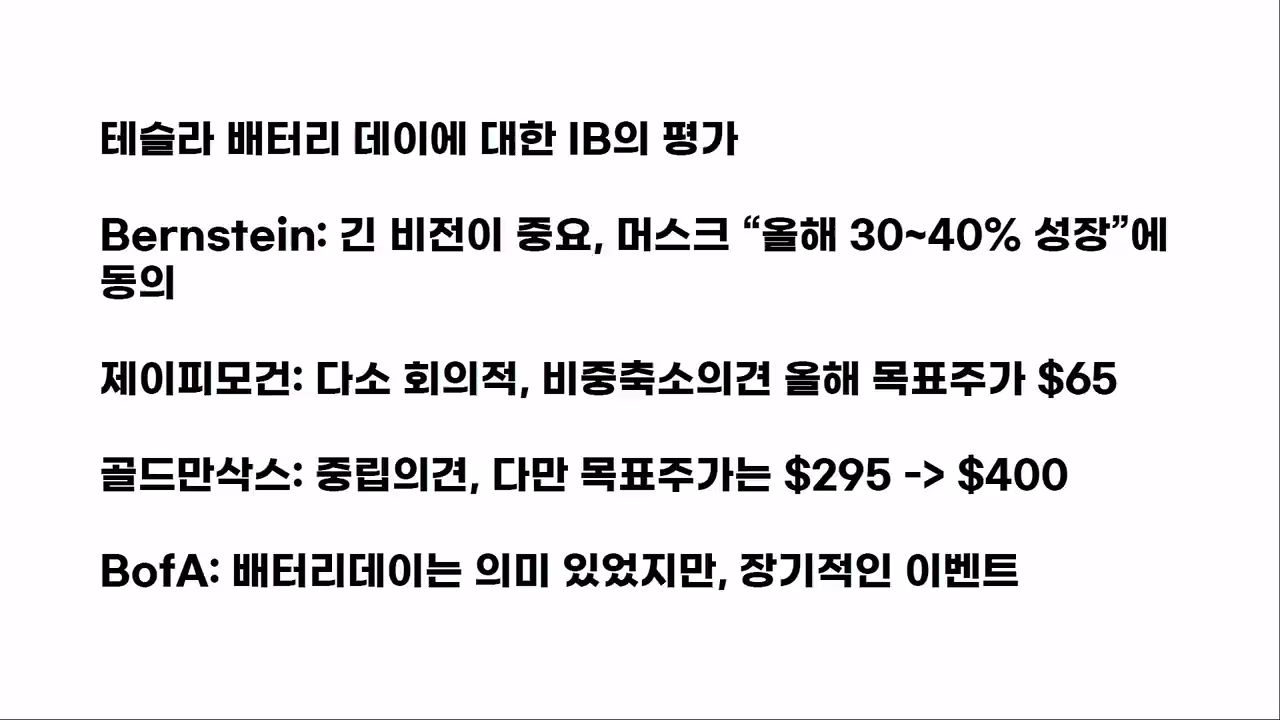 테슬라 배터리 데이에 대한 IB의 평가
Bernstein: 긴 비전이 중요, 머스크 “올해 30~40% 성장”에
동의
제이피모건: 다소 회의적, 비중축소의견 올해 목표주가 $65
골드만삭스: 중립의견, 다만 목표주가는 $295 -> $400
BofA: 배터리데이는 의미 있었지만, 장기적인 이벤트